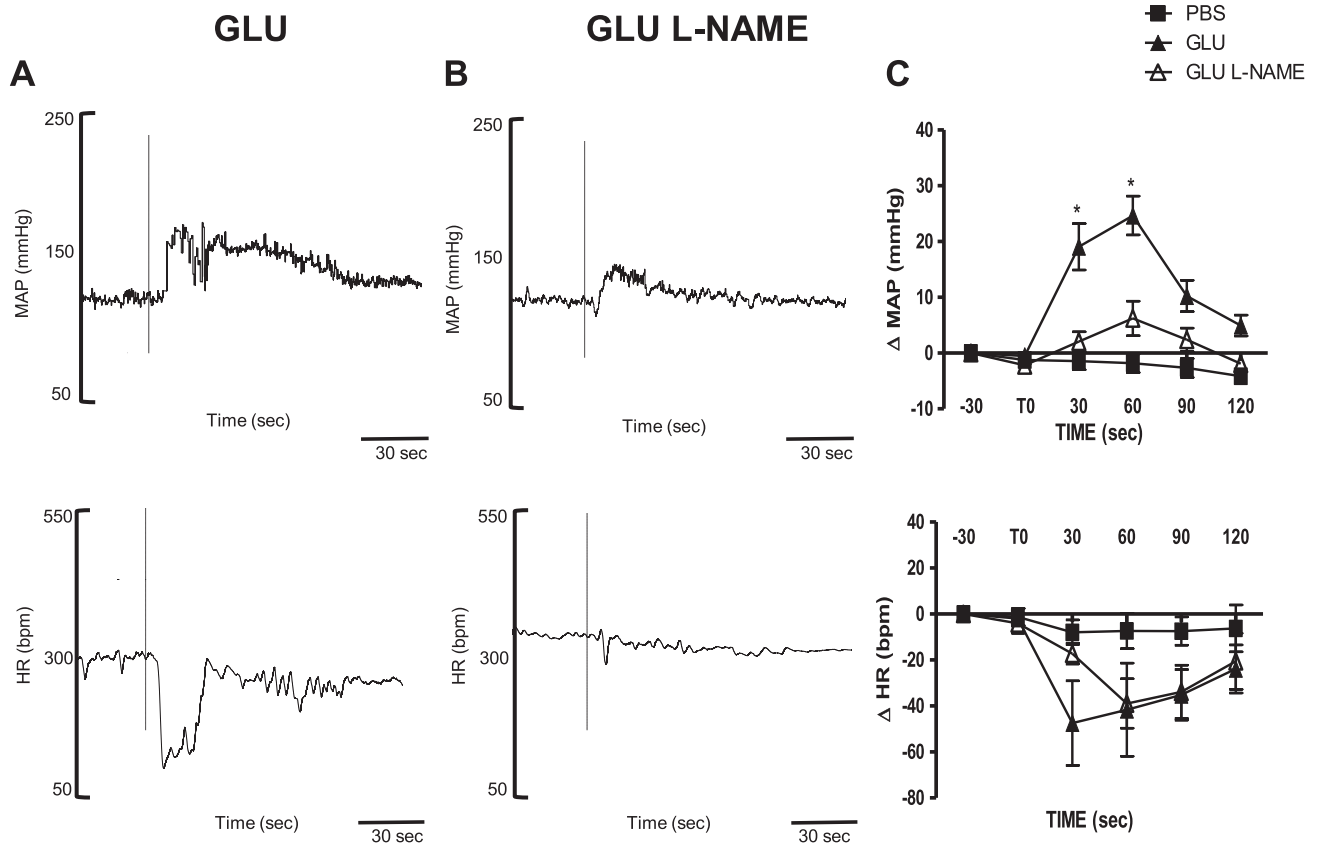 GLU
GLU L-NAME
PBS
GLU
GLU L-NAME
A
B
C
250
150
50
MAP (mmHg)
Time (sec)
30 sec
250
150
50
MAP (mmHg)
Time (sec)
30 sec
40
30
20
10
0
-10
Δ MAP (mmHg)
*
*
-30 T0 30 60 90 120
TIME (sec)
550
300
50
HR (bpm)
Time (sec)
30 sec
550
300
50
HR (bpm)
Time (sec)
30 sec
40
20
0
-20
-40
-60
-80
Δ HR (bpm)
-30 T0 30 60 90 120
TIME (sec)